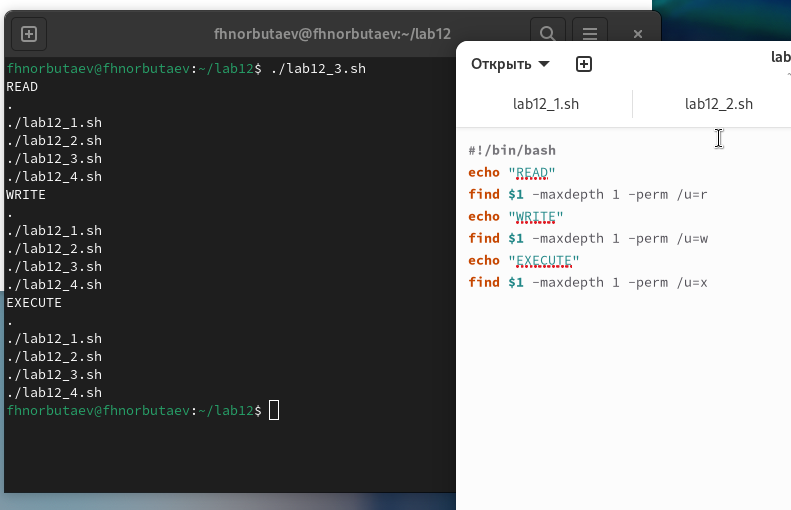 fhnorbutaev@fhnorbutaev:~/lab12
fhnorbutaev@fhnorbutaev:~/lab12$ ./lab12_3.sh
READ
.
./lab12_1.sh
./lab12_2.sh
./lab12_3.sh
./lab12_4.sh
WRITE
.
./lab12_1.sh
./lab12_2.sh
./lab12_3.sh
./lab12_4.sh
EXECUTE
.
./lab12_1.sh
./lab12_2.sh
./lab12_3.sh
./lab12_4.sh
fhnorbutaev@fhnorbutaev:~/lab12$
Открыть
lab
lab12_1.sh lab12_2.sh
#!/bin/bash
echo "READ"
find $1 -maxdepth 1 -perm /u=r
echo "WRITE"
find $1 -maxdepth 1 -perm /u=w
echo "EXECUTE"
find $1 -maxdepth 1 -perm /u=x